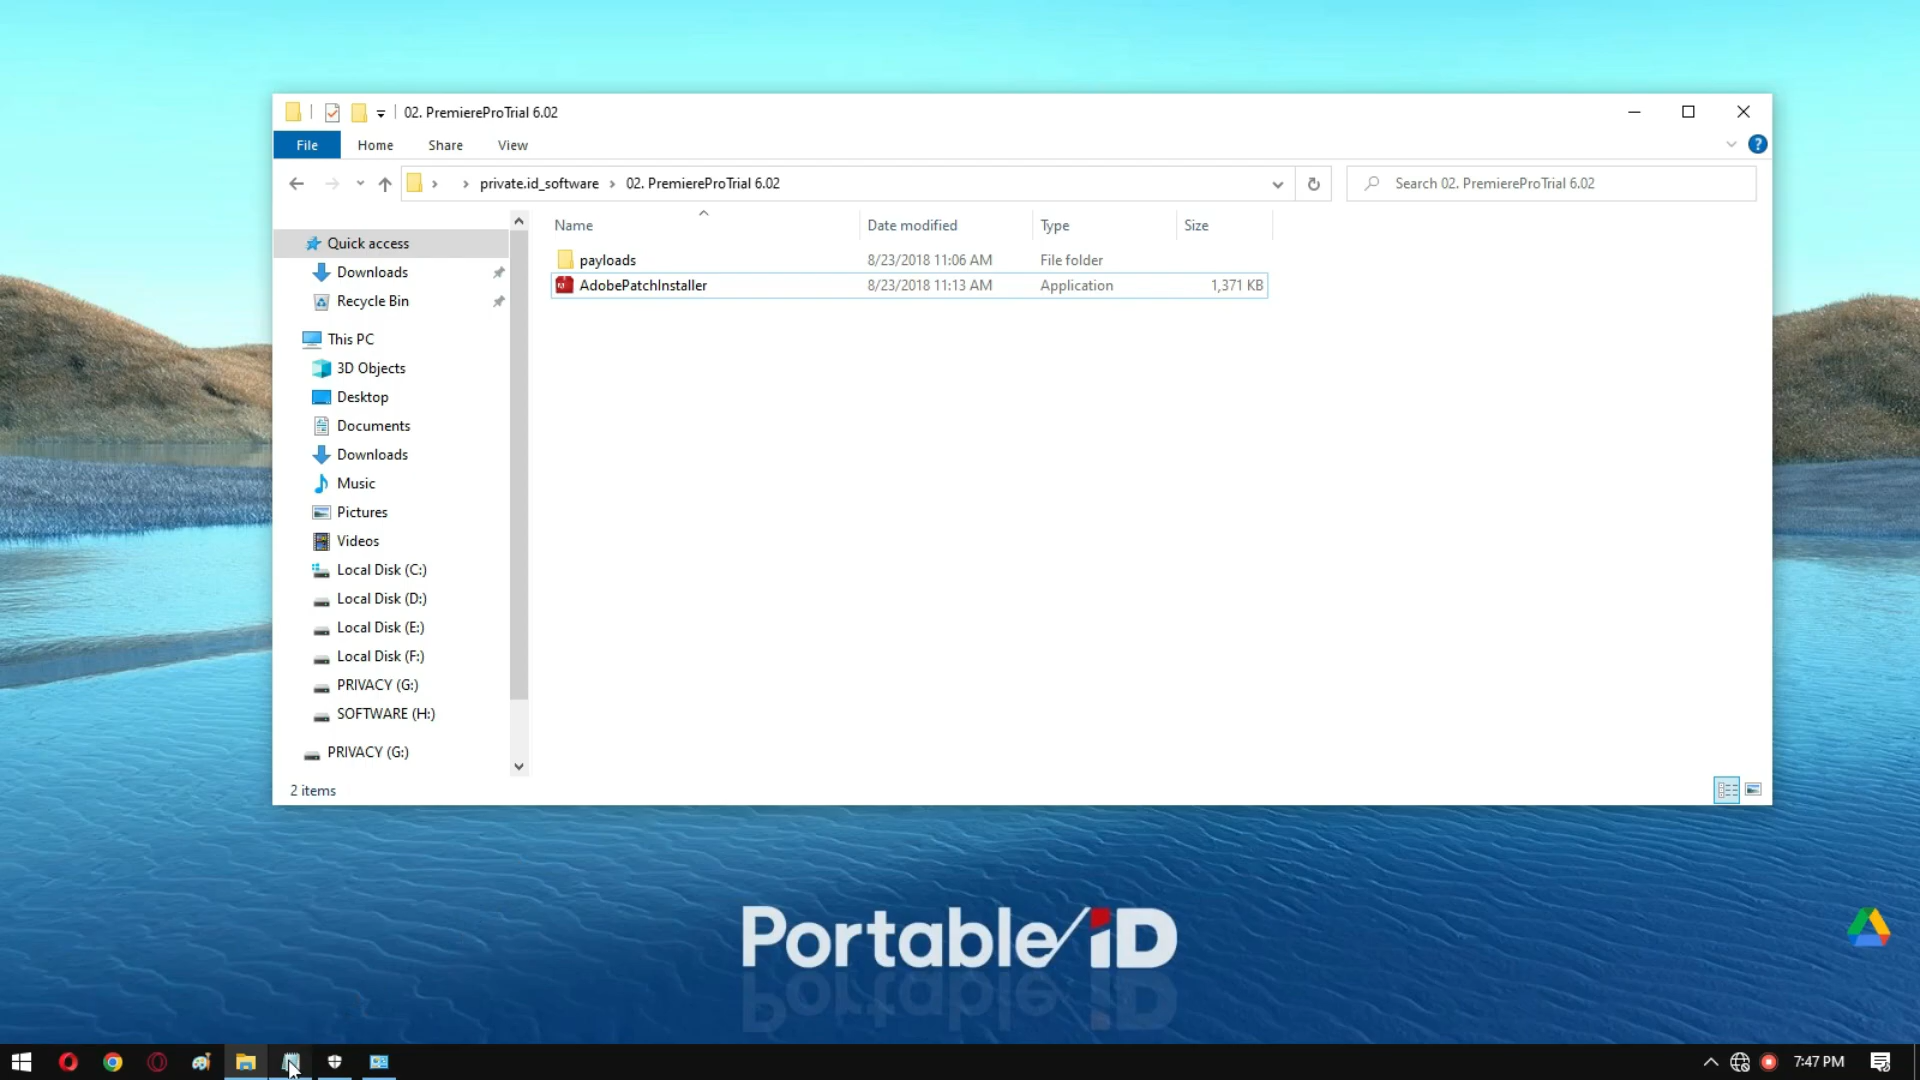 02. PremiereProTrial 6.02
File Home Share View
private.id_software 02. PremiereProTrial 6.02 Search 02. PremiereProTrial 6.02
Name Date modified Type Size
payloads 8/23/2018 11:06 AM File folder
AdobePatchInstaller 8/23/2018 11:13 AM Application 1,371 KB
Quick access
Downloads
Recycle Bin
This PC
3D Objects
Desktop
Documents
Downloads
Music
Pictures
Videos
Local Disk (C:)
Local Disk (D:)
Local Disk (E:)
Local Disk (F:)
PRIVACY (G:)
SOFTWARE (H:)
PRIVACY (G:)
2 items
Portable/iD
7:47 PM